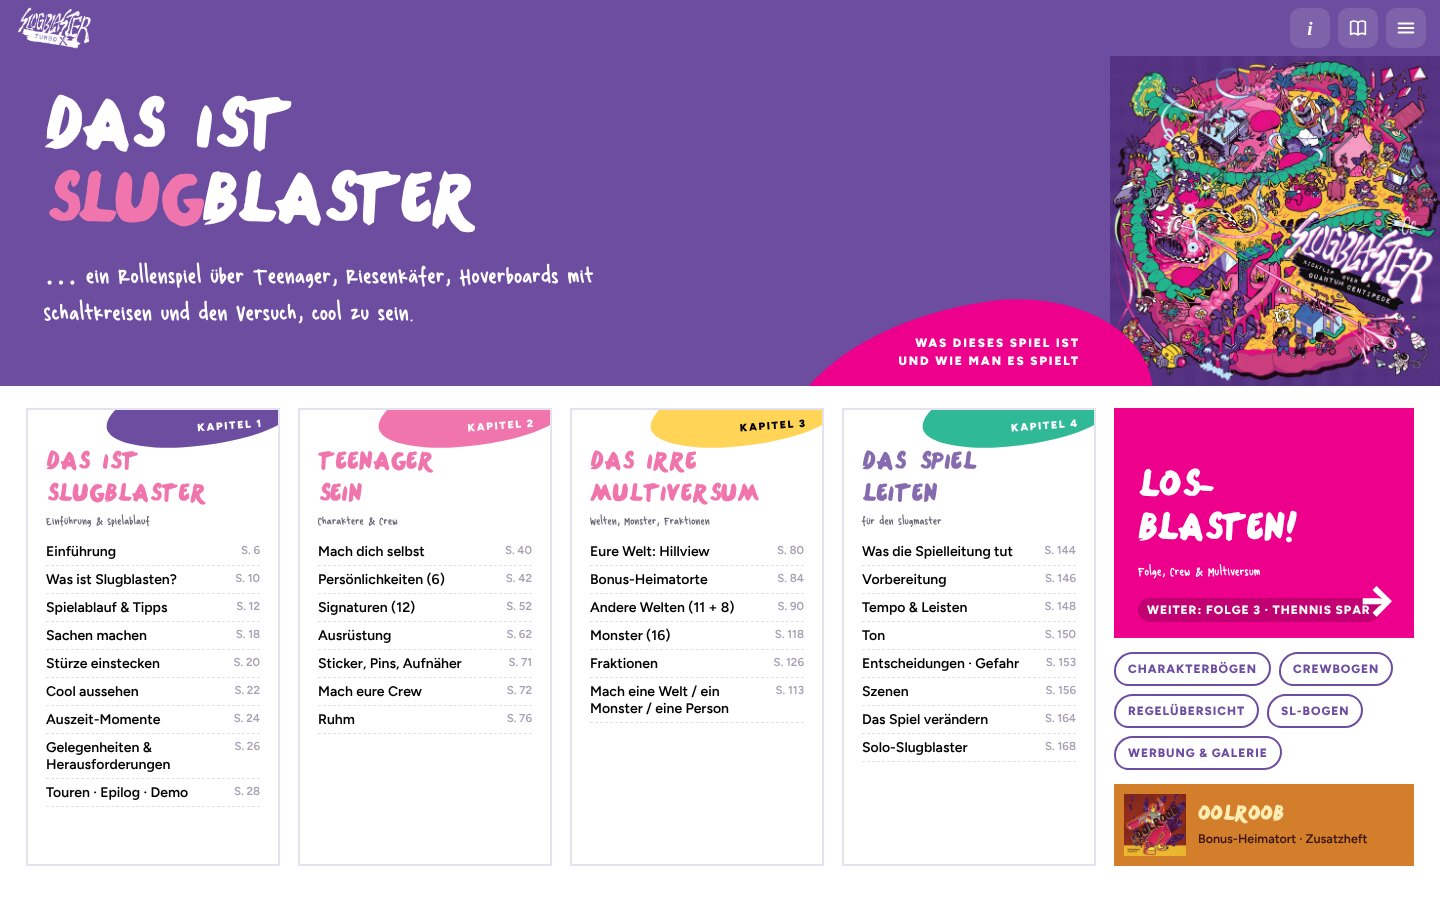 SLUGBLASTER
TURBO X
i
DAS IST
SLUGBLASTER
... ein Rollenspiel über Teenager, Riesenkäfer, Hoverboards mit
Schaltkreisen und den Versuch, cool zu sein.
WAS DIESES SPIEL IST
UND WIE MAN ES SPIELT
SLUGBLASTER
KICKFLIP OVER A
QUANTUM CENTIPEDE
KAPITEL 1
DAS IST
SLUGBLASTER
Einführung & Spielablauf
Einführung S. 6
Was ist Slugblasten? S. 10
Spielablauf & Tipps S. 12
Sachen machen S. 18
Stürze einstecken S. 20
Cool aussehen S. 22
Auszeit-Momente S. 24
Gelegenheiten & S. 26
Herausforderungen
Touren · Epilog · Demo S. 28
KAPITEL 2
TEENAGER
SEIN
Charaktere & Crew
Mach dich selbst S. 40
Persönlichkeiten (6) S. 42
Signaturen (12) S. 52
Ausrüstung S. 62
Sticker, Pins, Aufnäher S. 71
Mach eure Crew S. 72
Ruhm S. 76
KAPITEL 3
DAS IRRE
MULTIVERSUM
Welten, Monster, Fraktionen
Eure Welt: Hillview S. 80
Bonus-Heimatorte S. 84
Andere Welten (11 + 8) S. 90
Monster (16) S. 118
Fraktionen S. 126
Mach eine Welt / ein S. 113
Monster / eine Person
KAPITEL 4
DAS SPIEL
LEITEN
für den Slugmaster
Was die Spielleitung tut S. 144
Vorbereitung S. 146
Tempo & Leisten S. 148
Ton S. 150
Entscheidungen · Gefahr S. 153
Szenen S. 156
Das Spiel verändern S. 164
Solo-Slugblaster S. 168
LOS-
BLASTEN!
Folge, Crew & Multiversum
WEITER: FOLGE 3 · THENNIS SPAR
CHARAKTERBÖGEN
CREWBOGEN
REGELÜBERSICHT
SL-BOGEN
WERBUNG & GALERIE
OOLROOB
OOLROOB
Bonus-Heimatort · Zusatzheft